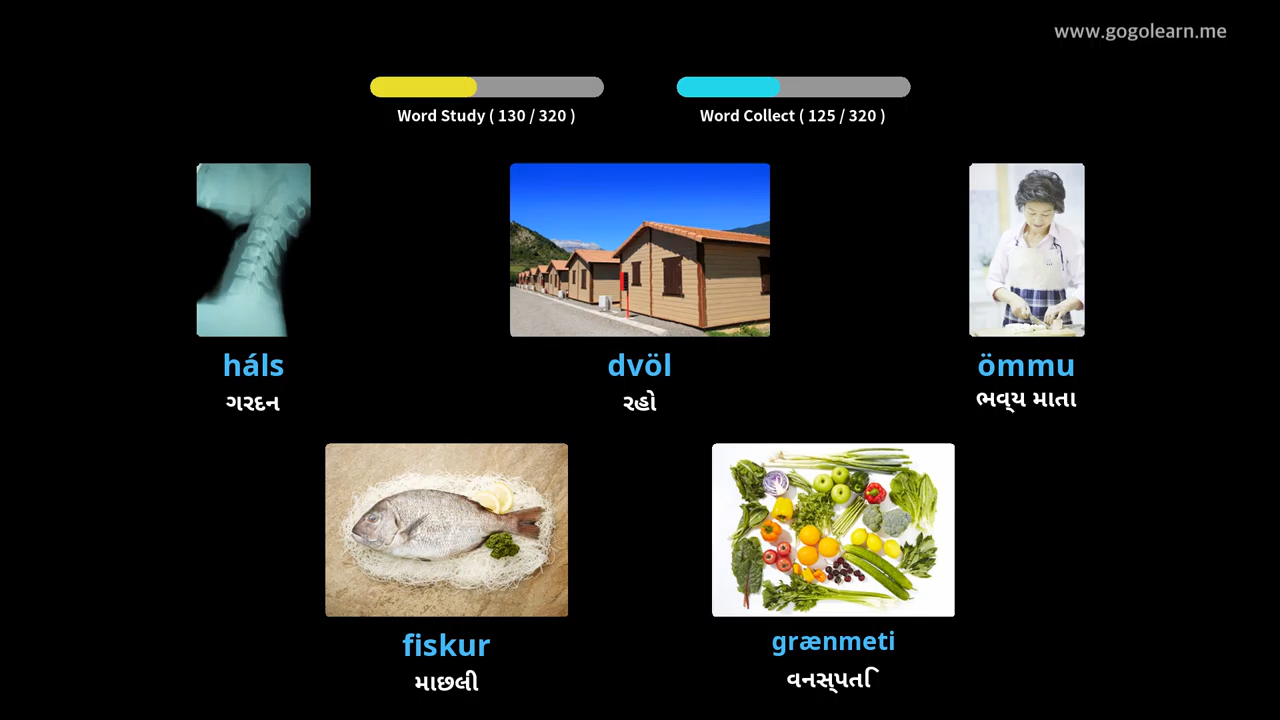 www.gogolearn.me
Word Study ( 130 / 320 )
Word Collect ( 125 / 320 )
háls
dvöl
ömmu
ગરદન
રહો
ભવ્ય માતા
fiskur
grænmeti
માછલી
વનસ્પતિ